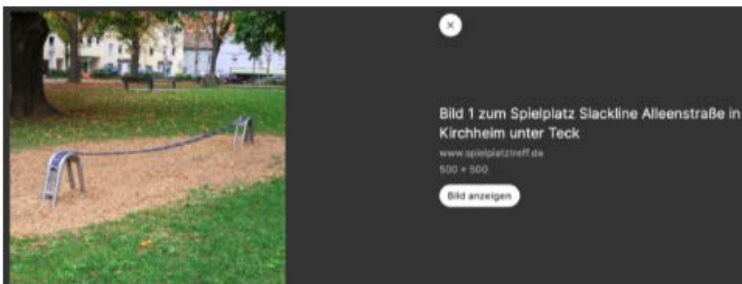 Bild 1 zum Spielplatz Slackline Alleenstraße in
Kirchheim unter Teck
www.spielplatztreff.de
500 × 500
Bild anzeigen